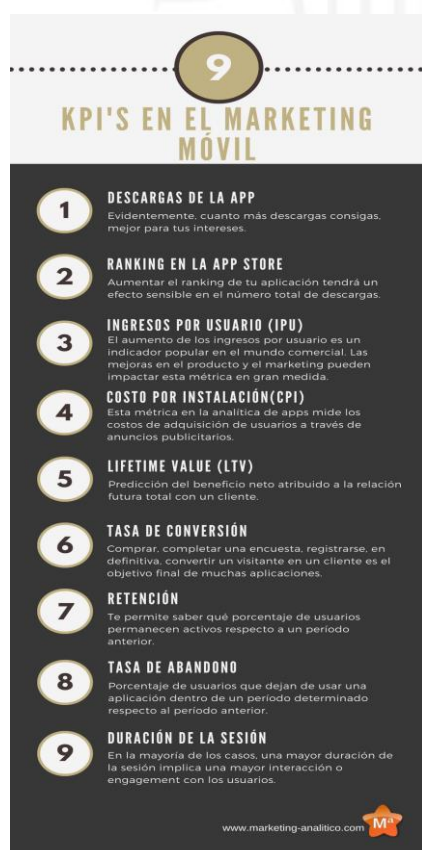 9
KPI'S EN EL MARKETING
MÓVIL
1
DESCARGAS DE LA APP
Evidentemente, cuanto más descargas consigas,
mejor para tus intereses.
2
RANKING EN LA APP STORE
Aumentar el ranking de tu aplicación tendrá un
efecto sensible en el número total de descargas.
3
INGRESOS POR USUARIO (IPU)
El aumento de los ingresos por usuario es un
indicador popular en el mundo comercial. Las
mejoras en el producto y el marketing pueden
impactar esta métrica en gran medida.
4
COSTO POR INSTALACIÓN(CPI)
Esta métrica en la analítica de apps mide los
costos de adquisición de usuarios a través de
anuncios publicitarios.
5
LIFETIME VALUE (LTV)
Predicción del beneficio neto atribuido a la relación
futura total con un cliente.
6
TASA DE CONVERSIÓN
Comprar, completar una encuesta, registrarse, en
definitiva, convertir un visitante en un cliente es el
objetivo final de muchas aplicaciones.
7
RETENCIÓN
Te permite saber qué porcentaje de usuarios
permanecen activos respecto a un período
anterior.
8
TASA DE ABANDONO
Porcentaje de usuarios que dejan de usar una
aplicación dentro de un período determinado
respecto al período anterior.
9
DURACIÓN DE LA SESIÓN
En la mayoría de los casos, una mayor duración de
la sesión implica una mayor interacción o
engagement con los usuarios.
www.marketing-analitico.com
Mª